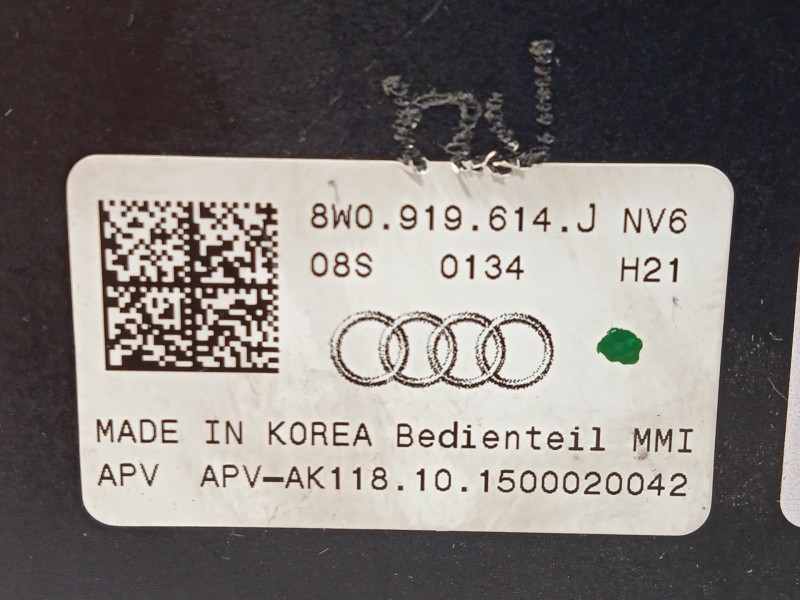 8W0.919.614.J NV6
08S 0134 H21
MADE IN KOREA Bedienteil MMI
APV APV-AK118.10.1500020042